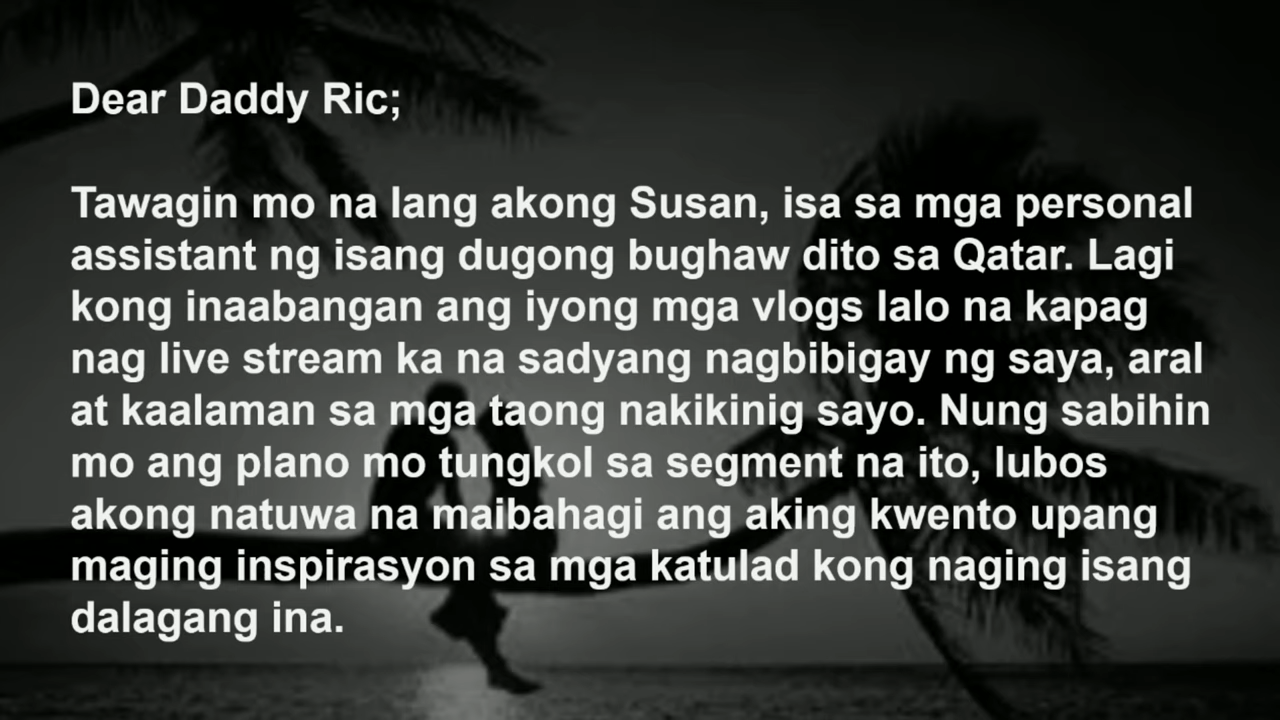 Dear Daddy Ric;
Tawagin mo na lang akong Susan, isa sa mga personal
assistant ng isang dugong bughaw dito sa Qatar. Lagi
kong inaabangan ang iyong mga vlogs lalo na kapag
nag live stream ka na sadyang nagbibigay ng saya, aral
at kaalaman sa mga taong nakikinig sayo. Nung sabihin
mo ang plano mo tungkol sa segment na ito, lubos
akong natuwa na maibahagi ang aking kwento upang
maging inspirasyon sa mga katulad kong naging isang
dalagang ina.